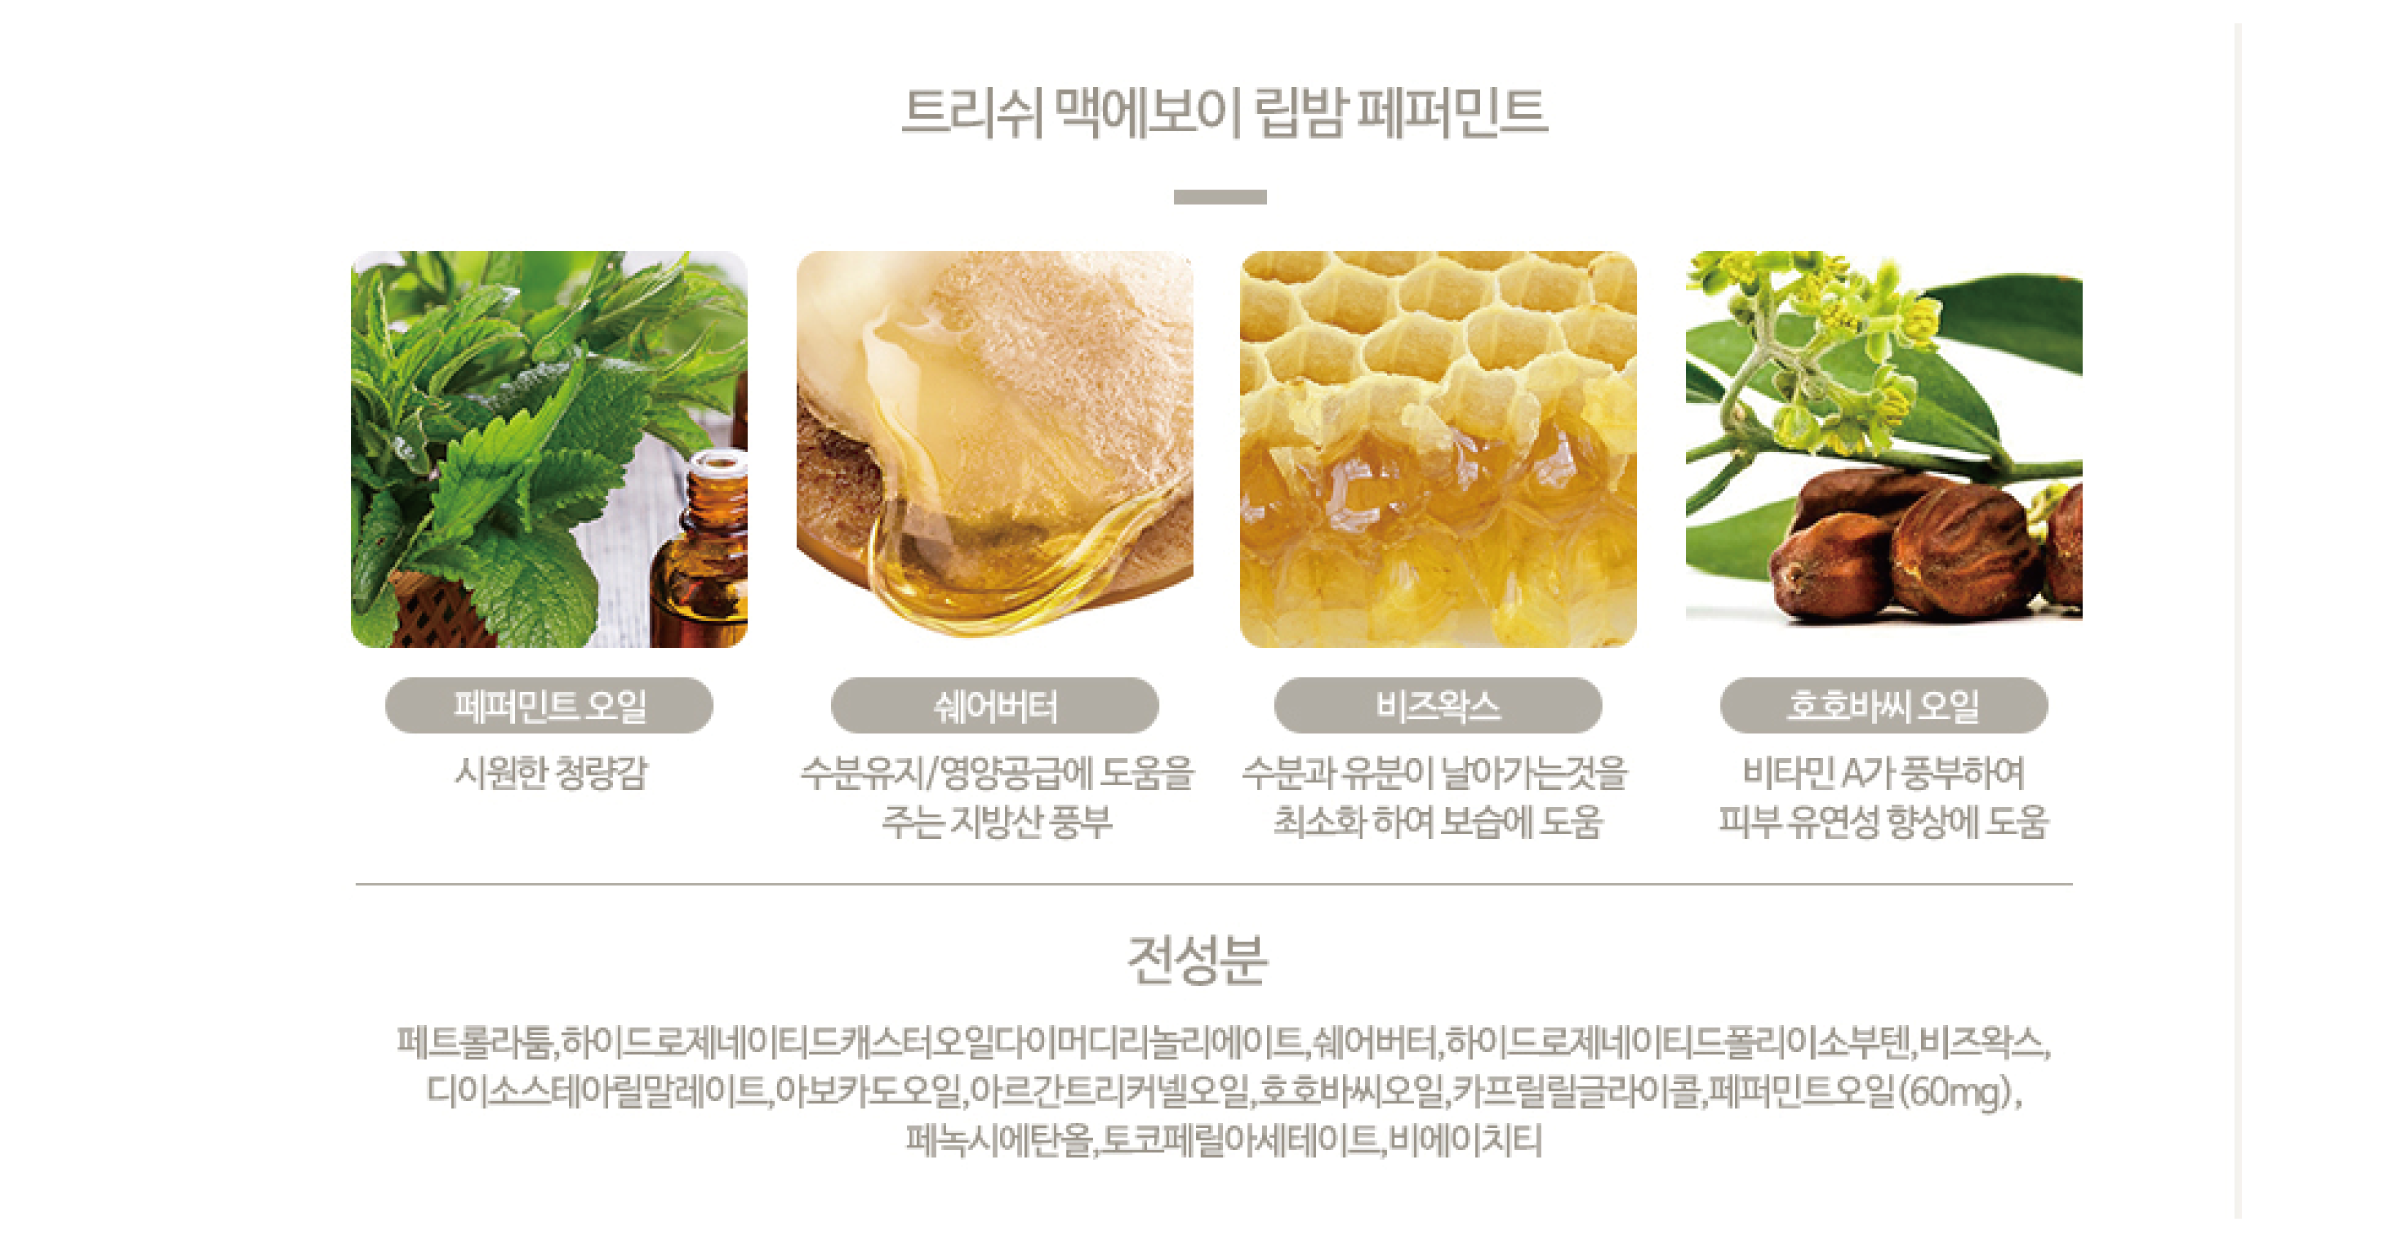 트리쉬 맥에보이 립밤 페퍼민트
페퍼민트 오일
시원한 청량감
쉐어버터
수분유지/영양공급에 도움을
주는 지방산 풍부
비즈왁스
수분과 유분이 날아가는것을
최소화 하여 보습에 도움
호호바씨 오일
비타민 A가 풍부하여
피부 유연성 향상에 도움
전성분
페트롤라툼,하이드로제네이티드캐스터오일다이머디리놀리에이트,쉐어버터,하이드로제네이티드폴리이소부텐,비즈왁스,
디이소스테아릴말레이트,아보카도오일,아르간트리커넬오일,호호바씨오일,카프릴릴글라이콜,페퍼민트오일(60mg),
페녹시에탄올,토코페릴아세테이트,비에이치티